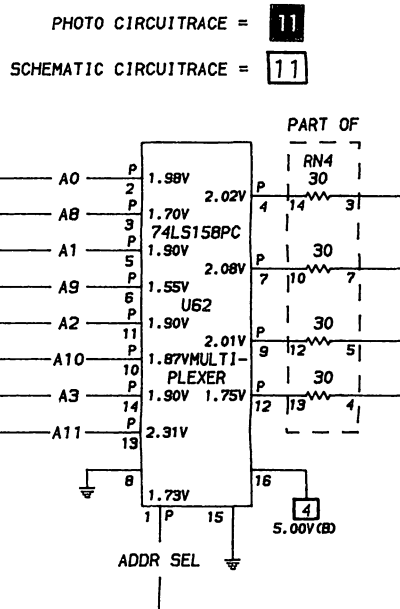 PHOTO CIRCUITRACE = 11
SCHEMATIC CIRCUITRACE = 11
PART OF
RN4
A0 P 2 1.98V
2.02V P 4 14 30 3
A8 P 3 1.70V
74LS158PC
A1 P 5 1.90V
2.08V P 7 10 30 7
A9 P 6 1.55V
U62
A2 P 11 1.90V
2.01V P 9 12 30 5
A10 P 10 1.87V MULTI-
PLEXER
A3 P 14 1.90V
1.75V P 12 13 30 4
A11 P 13 2.31V
8
16
4
5.00V(B)
1.73V
1 P
15
ADDR SEL